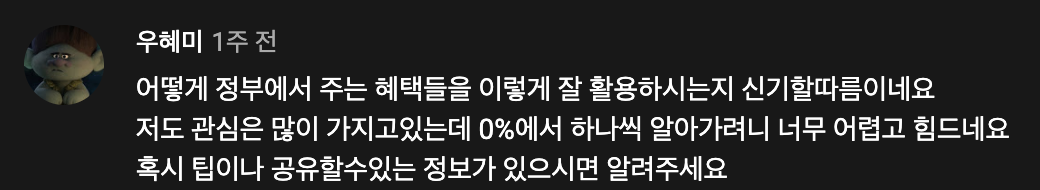 우혜미 1주 전
어떻게 정부에서 주는 혜택들을 이렇게 잘 활용하시는지 신기할따름이네요
저도 관심은 많이 가지고있는데 0%에서 하나씩 알아가려니 너무 어렵고 힘드네요
혹시 팁이나 공유할수있는 정보가 있으시면 알려주세요